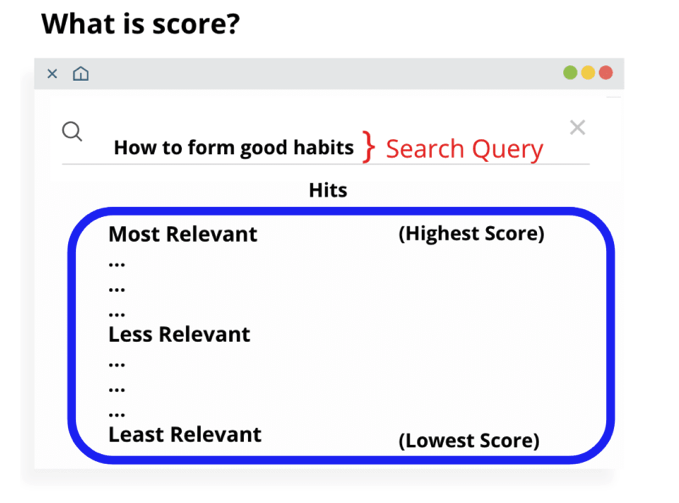 What is score?
How to form good habits } Search Query
Hits
Most Relevant (Highest Score)
...
...
...
Less Relevant
...
...
...
Least Relevant (Lowest Score)